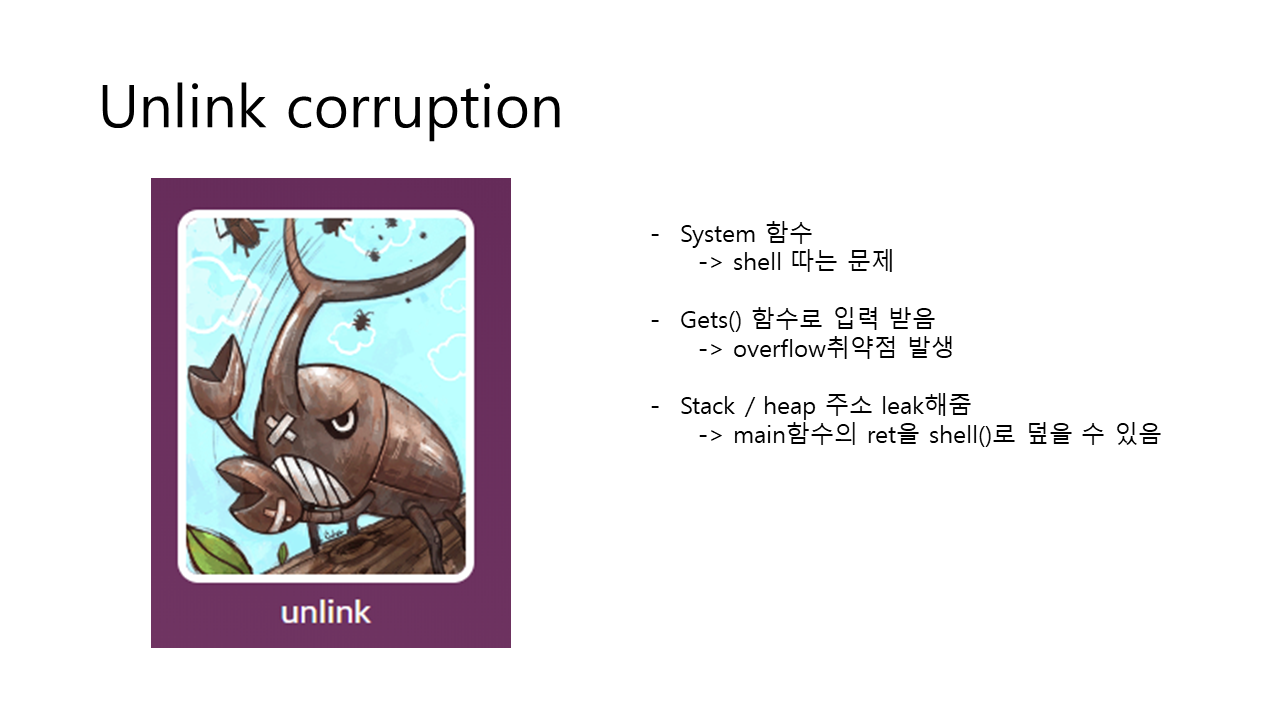 Unlink corruption
unlink
- System 함수
-> shell 따는 문제
- Gets() 함수로 입력 받음
-> overflow취약점 발생
- Stack / heap 주소 leak해줌
-> main함수의 ret을 shell()로 덮을 수 있음